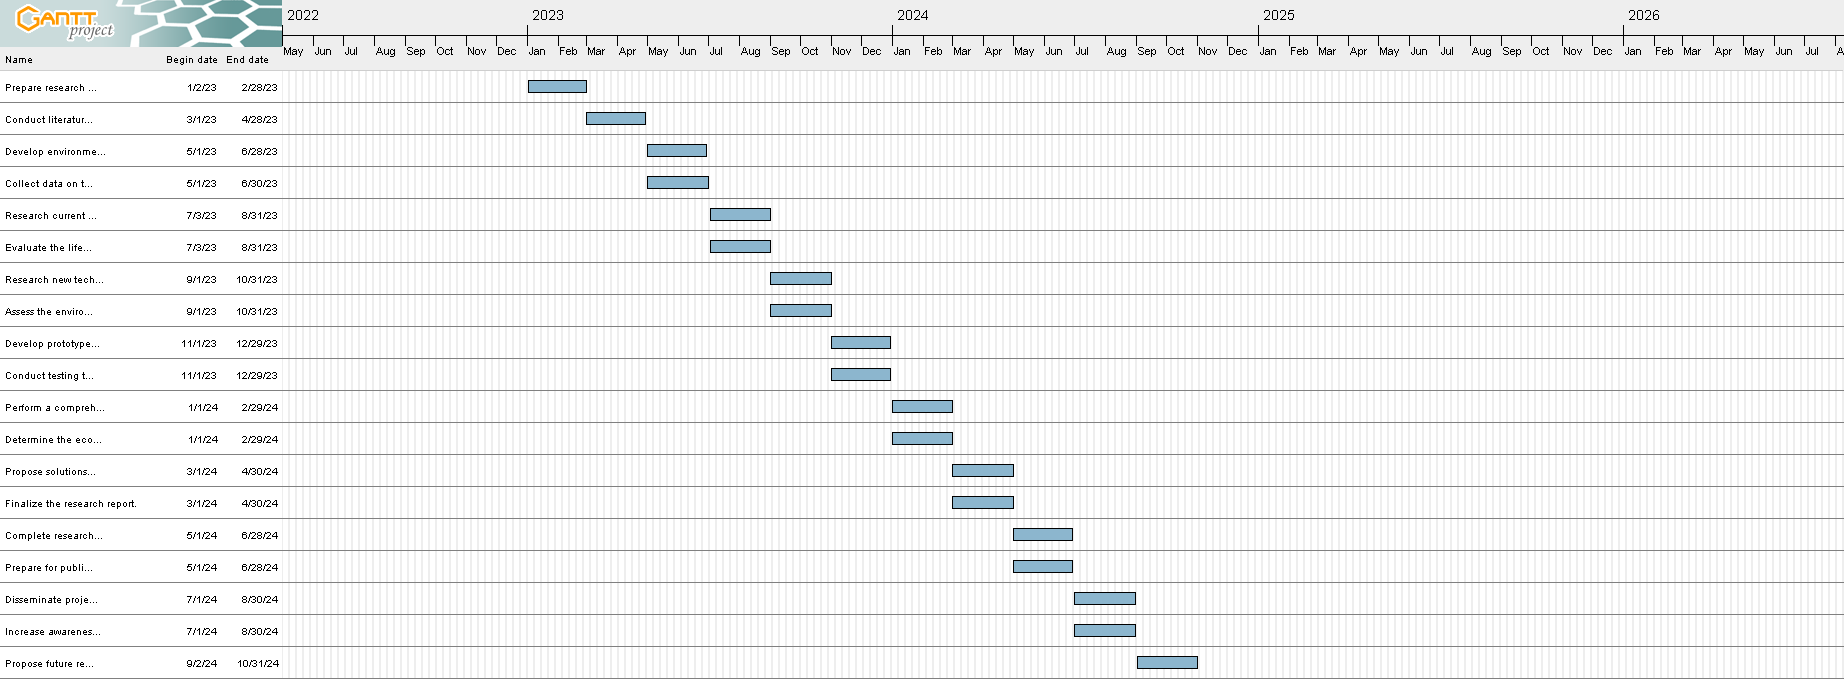 GANTT project
2022 2023 2024 2025 2026
May Jun Jul Aug Sep Oct Nov Dec Jan Feb Mar Apr May Jun Jul Aug Sep Oct Nov Dec Jan Feb Mar Apr May Jun Jul Aug Sep Oct Nov Dec Jan Feb Mar Apr May Jun Jul Aug Sep Oct Nov Dec Jan Feb Mar Apr May Jun Jul A
Name Begin date End date
Prepare research ... 1/2/23 2/28/23
Conduct literatur... 3/1/23 4/28/23
Develop environme... 5/1/23 6/28/23
Collect data on t... 5/1/23 6/30/23
Research current ... 7/3/23 8/31/23
Evaluate the life... 7/3/23 8/31/23
Research new tech... 9/1/23 10/31/23
Assess the enviro... 9/1/23 10/31/23
Develop prototype... 11/1/23 12/29/23
Conduct testing t... 11/1/23 12/29/23
Perform a compreh... 1/1/24 2/29/24
Determine the eco... 1/1/24 2/29/24
Propose solutions... 3/1/24 4/30/24
Finalize the research report. 3/1/24 4/30/24
Complete research... 5/1/24 6/28/24
Prepare for publi... 5/1/24 6/28/24
Disseminate proje... 7/1/24 8/30/24
Increase awarenes... 7/1/24 8/30/24
Propose future re... 9/2/24 10/31/24